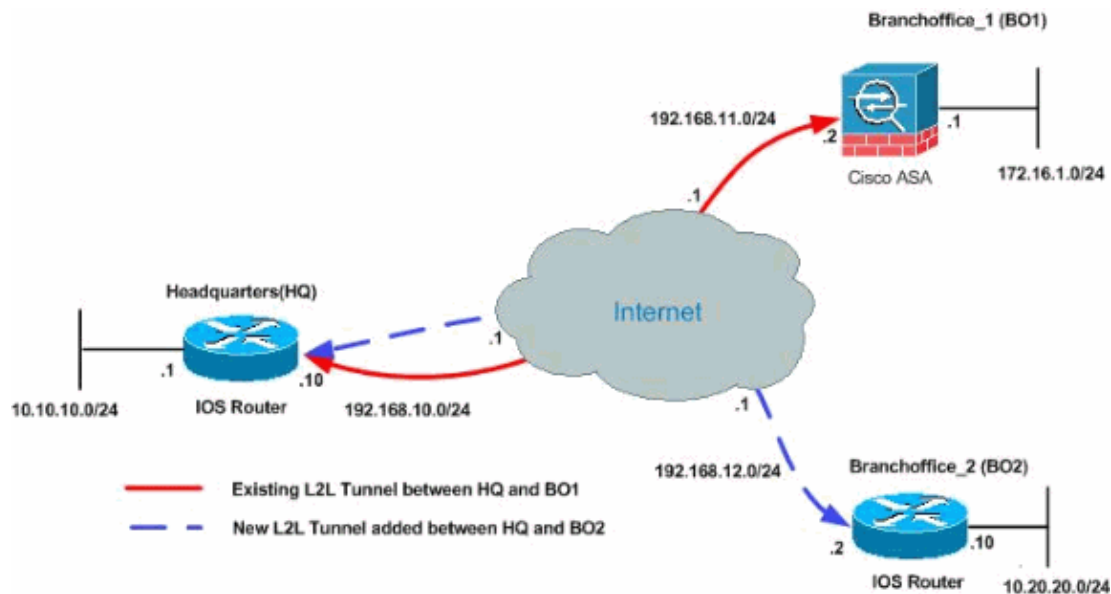 Branchoffice_1 (BO1)
192.168.11.0/24
.2
.1
Cisco ASA
172.16.1.0/24
.1
Headquarters(HQ)
Internet
.1
.1
.10
10.10.10.0/24
IOS Router
192.168.10.0/24
.1
192.168.12.0/24
Branchoffice_2 (BO2)
Existing L2L Tunnel between HQ and BO1
New L2L Tunnel added between HQ and BO2
.2
.10
IOS Router
10.20.20.0/24